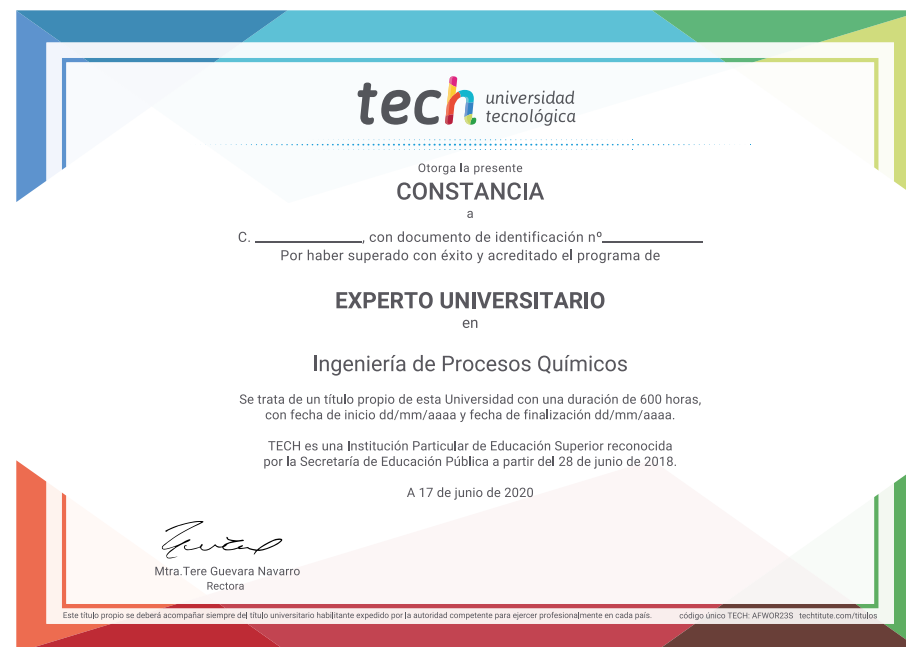 tech universidad
tecnológica
Otorga la presente
CONSTANCIA
a
C. ______________, con documento de identificación nº_____________
Por haber superado con éxito y acreditado el programa de
EXPERTO UNIVERSITARIO
en
Ingeniería de Procesos Químicos
Se trata de un título propio de esta Universidad con una duración de 600 horas,
con fecha de inicio dd/mm/aaaa y fecha de finalización dd/mm/aaaa.
TECH es una Institución Particular de Educación Superior reconocida
por la Secretaría de Educación Pública a partir del 28 de junio de 2018.
A 17 de junio de 2020
Mtra.Tere Guevara Navarro
Rectora
Este título propio se deberá acompañar siempre del título universitario habilitante expedido por la autoridad competente para ejercer profesionalmente en cada país. código único TECH: AFWOR23S techtitute.com/titulos